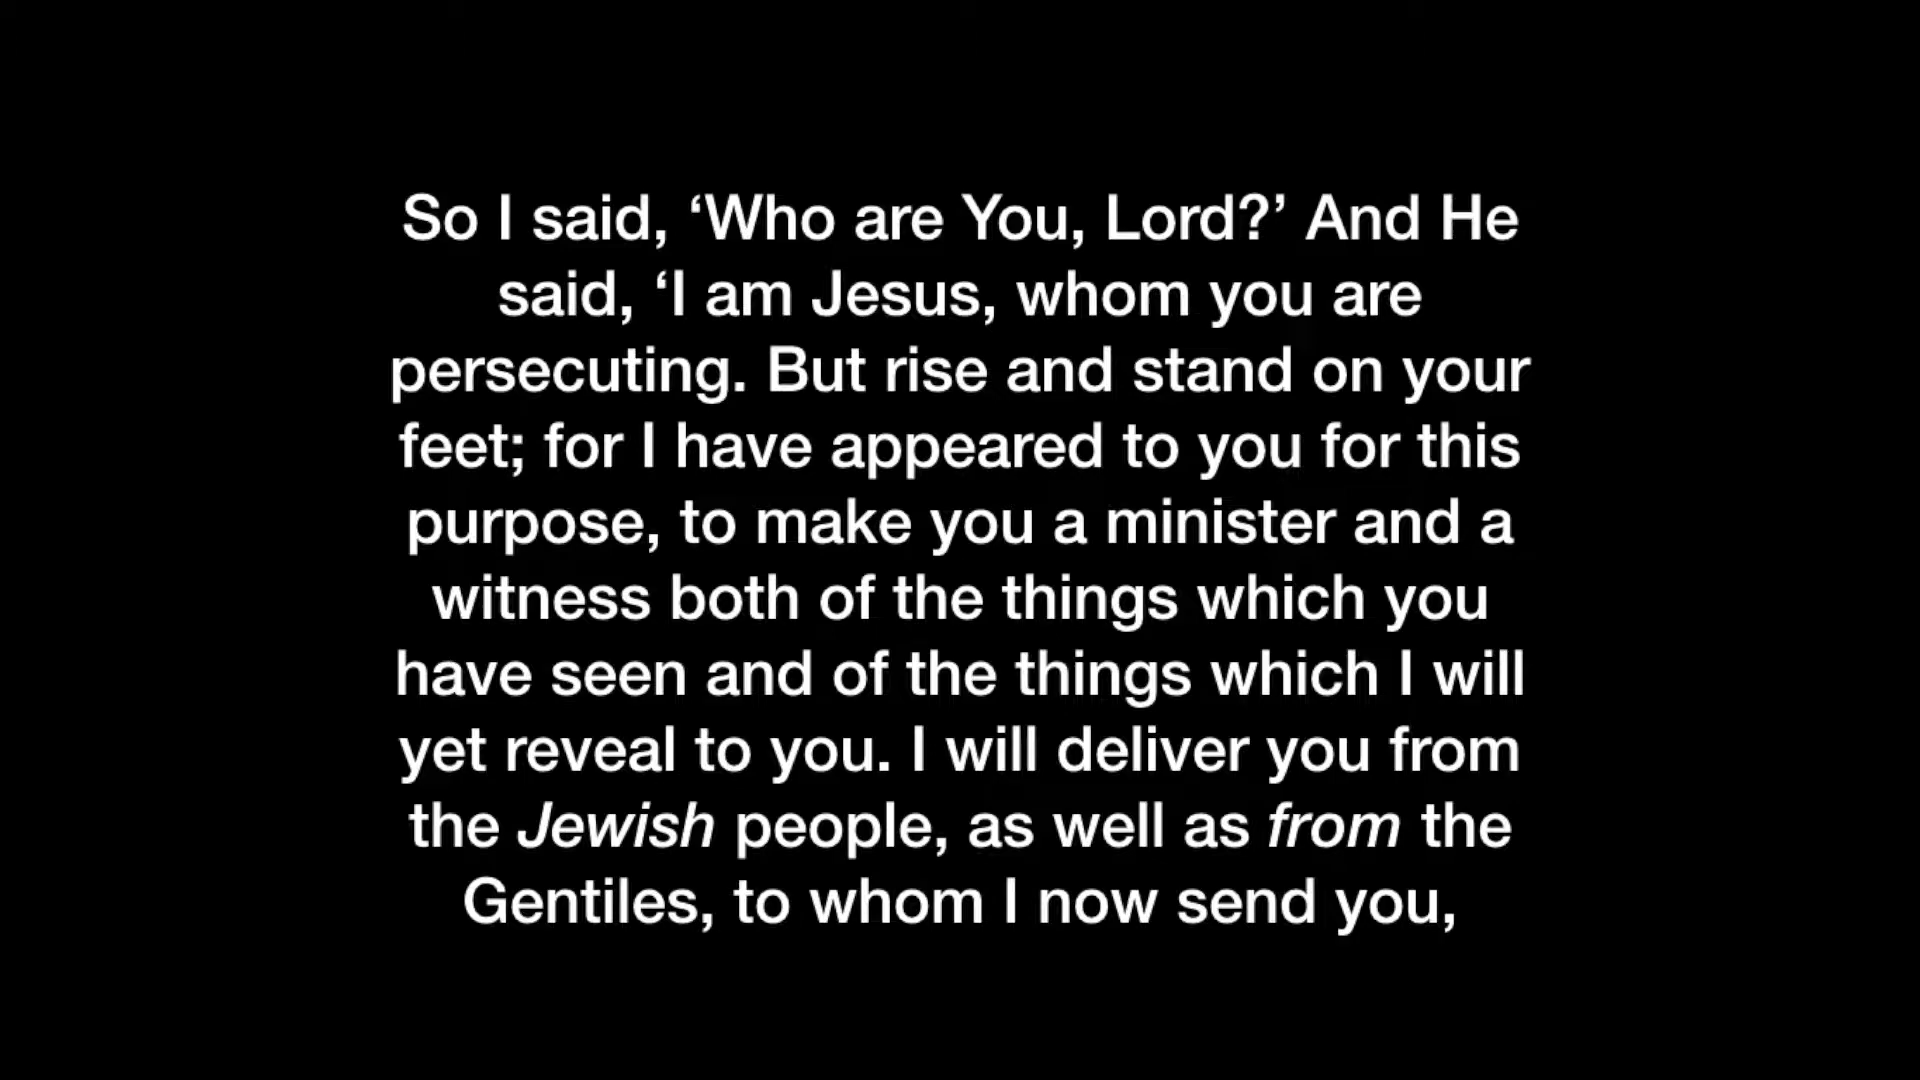 So I said, ‘Who are You, Lord?’ And He
said, ‘I am Jesus, whom you are
persecuting. But rise and stand on your
feet; for I have appeared to you for this
purpose, to make you a minister and a
witness both of the things which you
have seen and of the things which I will
yet reveal to you. I will deliver you from
the Jewish people, as well as from the
Gentiles, to whom I now send you,